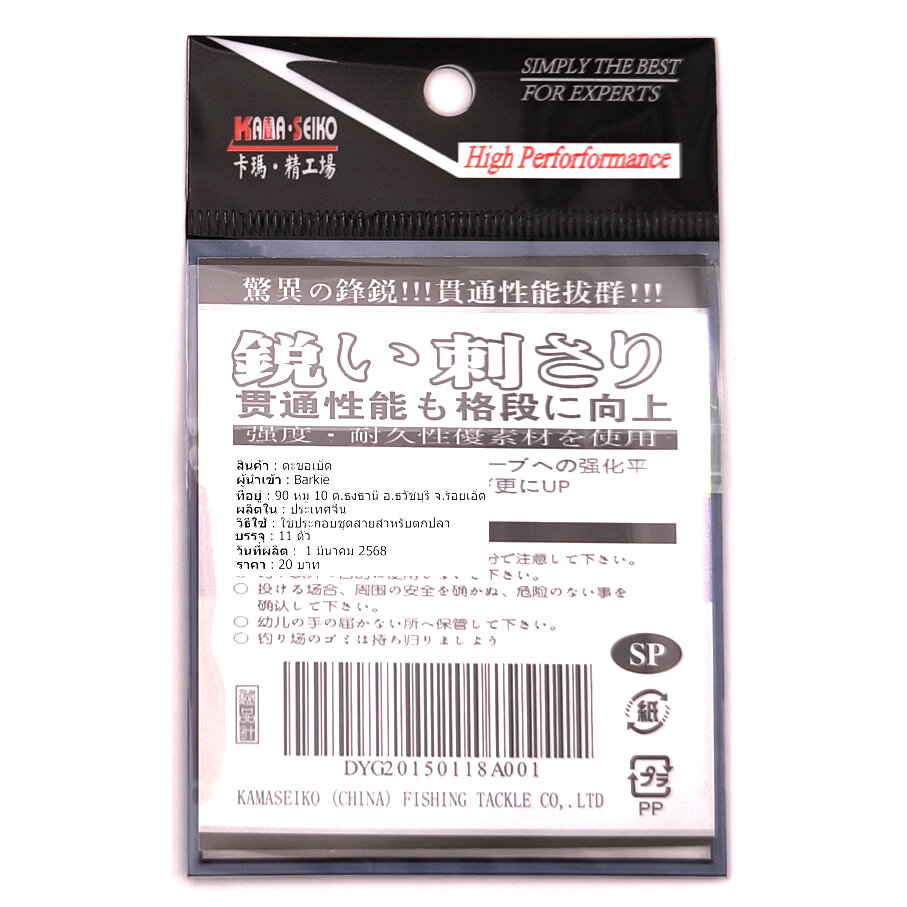 SIMPLY THE BEST
FOR EXPERTS
KAMA·SEIKO
卡瑪·精工場
High Perforformance
驚異の鋒鋭!!!貫通性能抜群!!!
鋭い刺さり
貫通性能も格段に向上
强度·耐久性優素材を使用
ーブへの强化平
更にUP
สินค้า : ตะขอเบ็ด
ผู้นำเข้า : Barkie
ที่อยู่ : 90 หมู่ 10 ต.ธงธานี อ.ธวัชบุรี จ.ร้อยเอ็ด
ผลิตใน : ประเทศจีน
วิธีใช้ : ใช้ประกอบชุดสายสำหรับตกปลา
บรรจุ : 11 ตัว
วันที่ผลิต : 1 มีนาคม 2568
ราคา : 20 บาท
分で注意して下さい。
○ 投ける场合、周囲の安全を确かぬ、危险のない事を
确认して下さい。
○ 幼儿の手の届かない所へ保管して下さい。
○ 钓り场のゴミは持ち归りましよう
SP
紙
プラ
PP
DYG20150118A001
KAMASEIKO (CHINA) FISHING TACKLE CO,.LTD